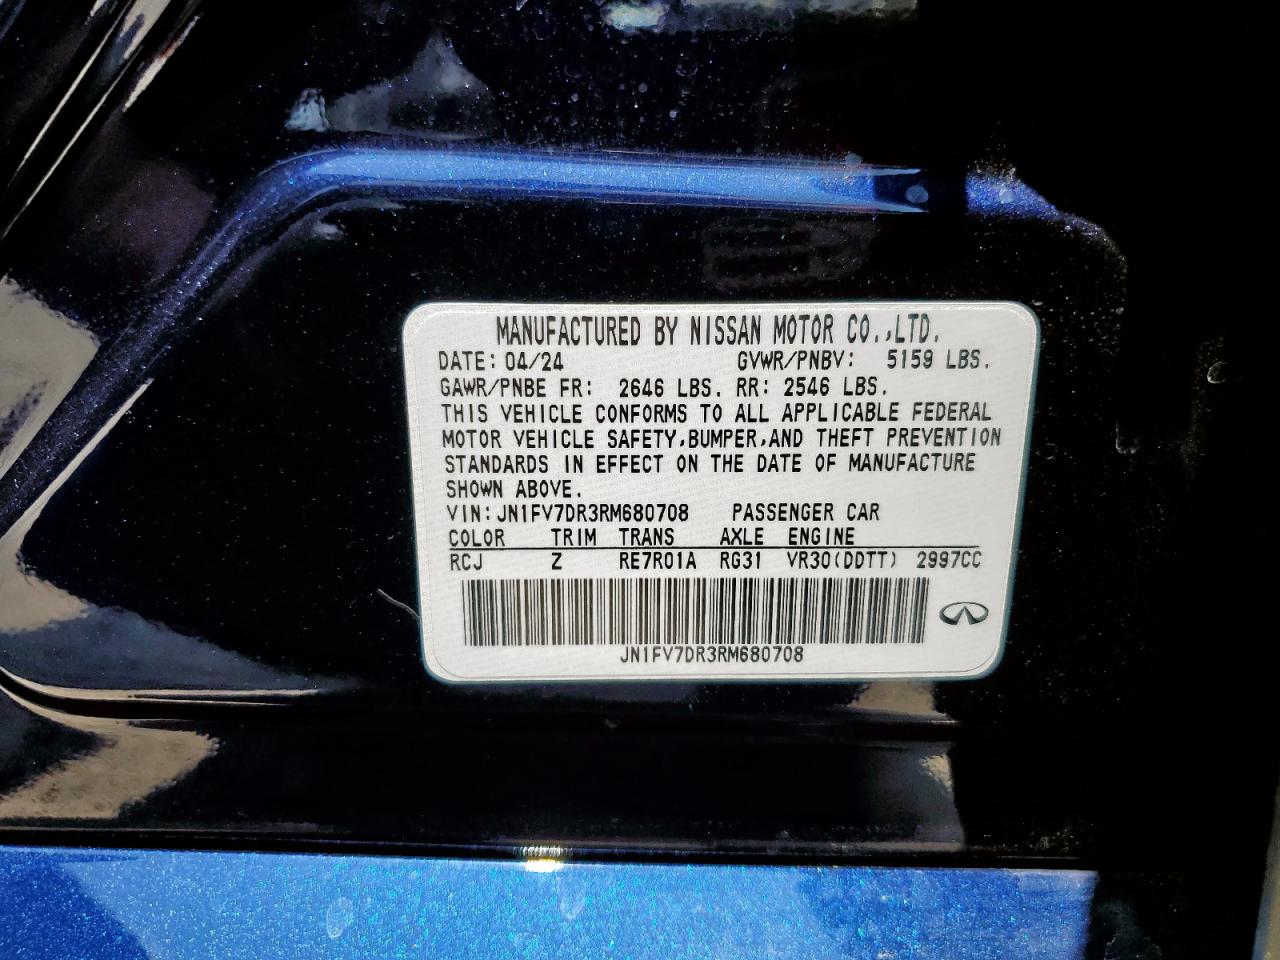 MANUFACTURED BY NISSAN MOTOR CO.,LTD.
DATE: 04/24 GVWR/PNBV: 5159 LBS.
GAWR/PNBE FR: 2646 LBS. RR: 2546 LBS.
THIS VEHICLE CONFORMS TO ALL APPLICABLE FEDERAL
MOTOR VEHICLE SAFETY,BUMPER,AND THEFT PREVENTION
STANDARDS IN EFFECT ON THE DATE OF MANUFACTURE
SHOWN ABOVE.
VIN: JN1FV7DR3RM680708 PASSENGER CAR
COLOR TRIM TRANS AXLE ENGINE
RCJ Z RE7R01A RG31 VR30(DDTT) 2997CC
JN1FV7DR3RM680708